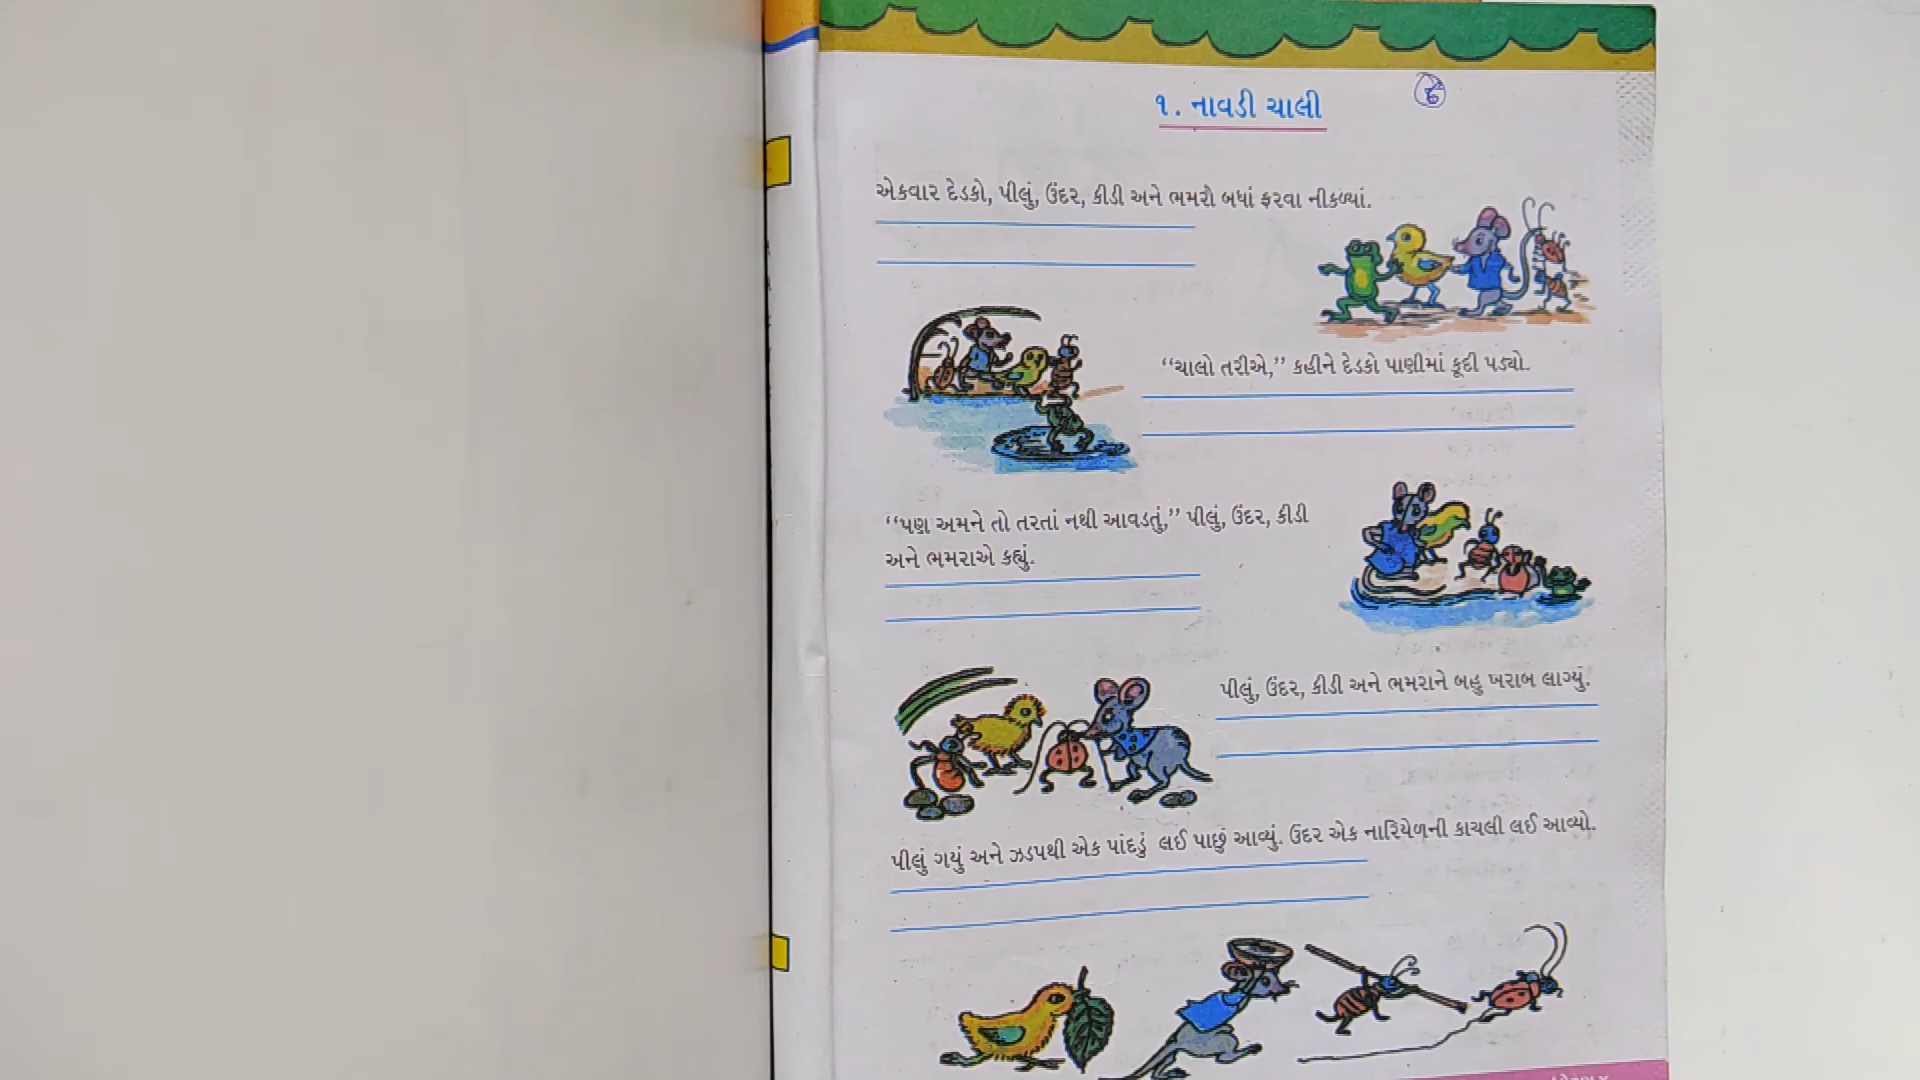 ૧. નાવડી ચાલી
એકવાર દેડકો, પીલું, ઉંદર, કીડી અને ભમરો બધાં ફરવા નીકળ્યાં.
“ચાલો તરીએ,” કહીને દેડકો પાણીમાં કૂદી પડ્યો.
“પણ અમને તો તરતાં નથી આવડતું,” પીલું, ઉંદર, કીડી
અને ભમરાએ કહ્યું.
પીલું, ઉંદર, કીડી અને ભમરાને બહુ ખરાબ લાગ્યું.
પીલું ગયું અને ઝડપથી એક પાંદડું લઈ પાછું આવ્યું. ઉંદર એક નારિયેળની કાચલી લઈ આવ્યો.